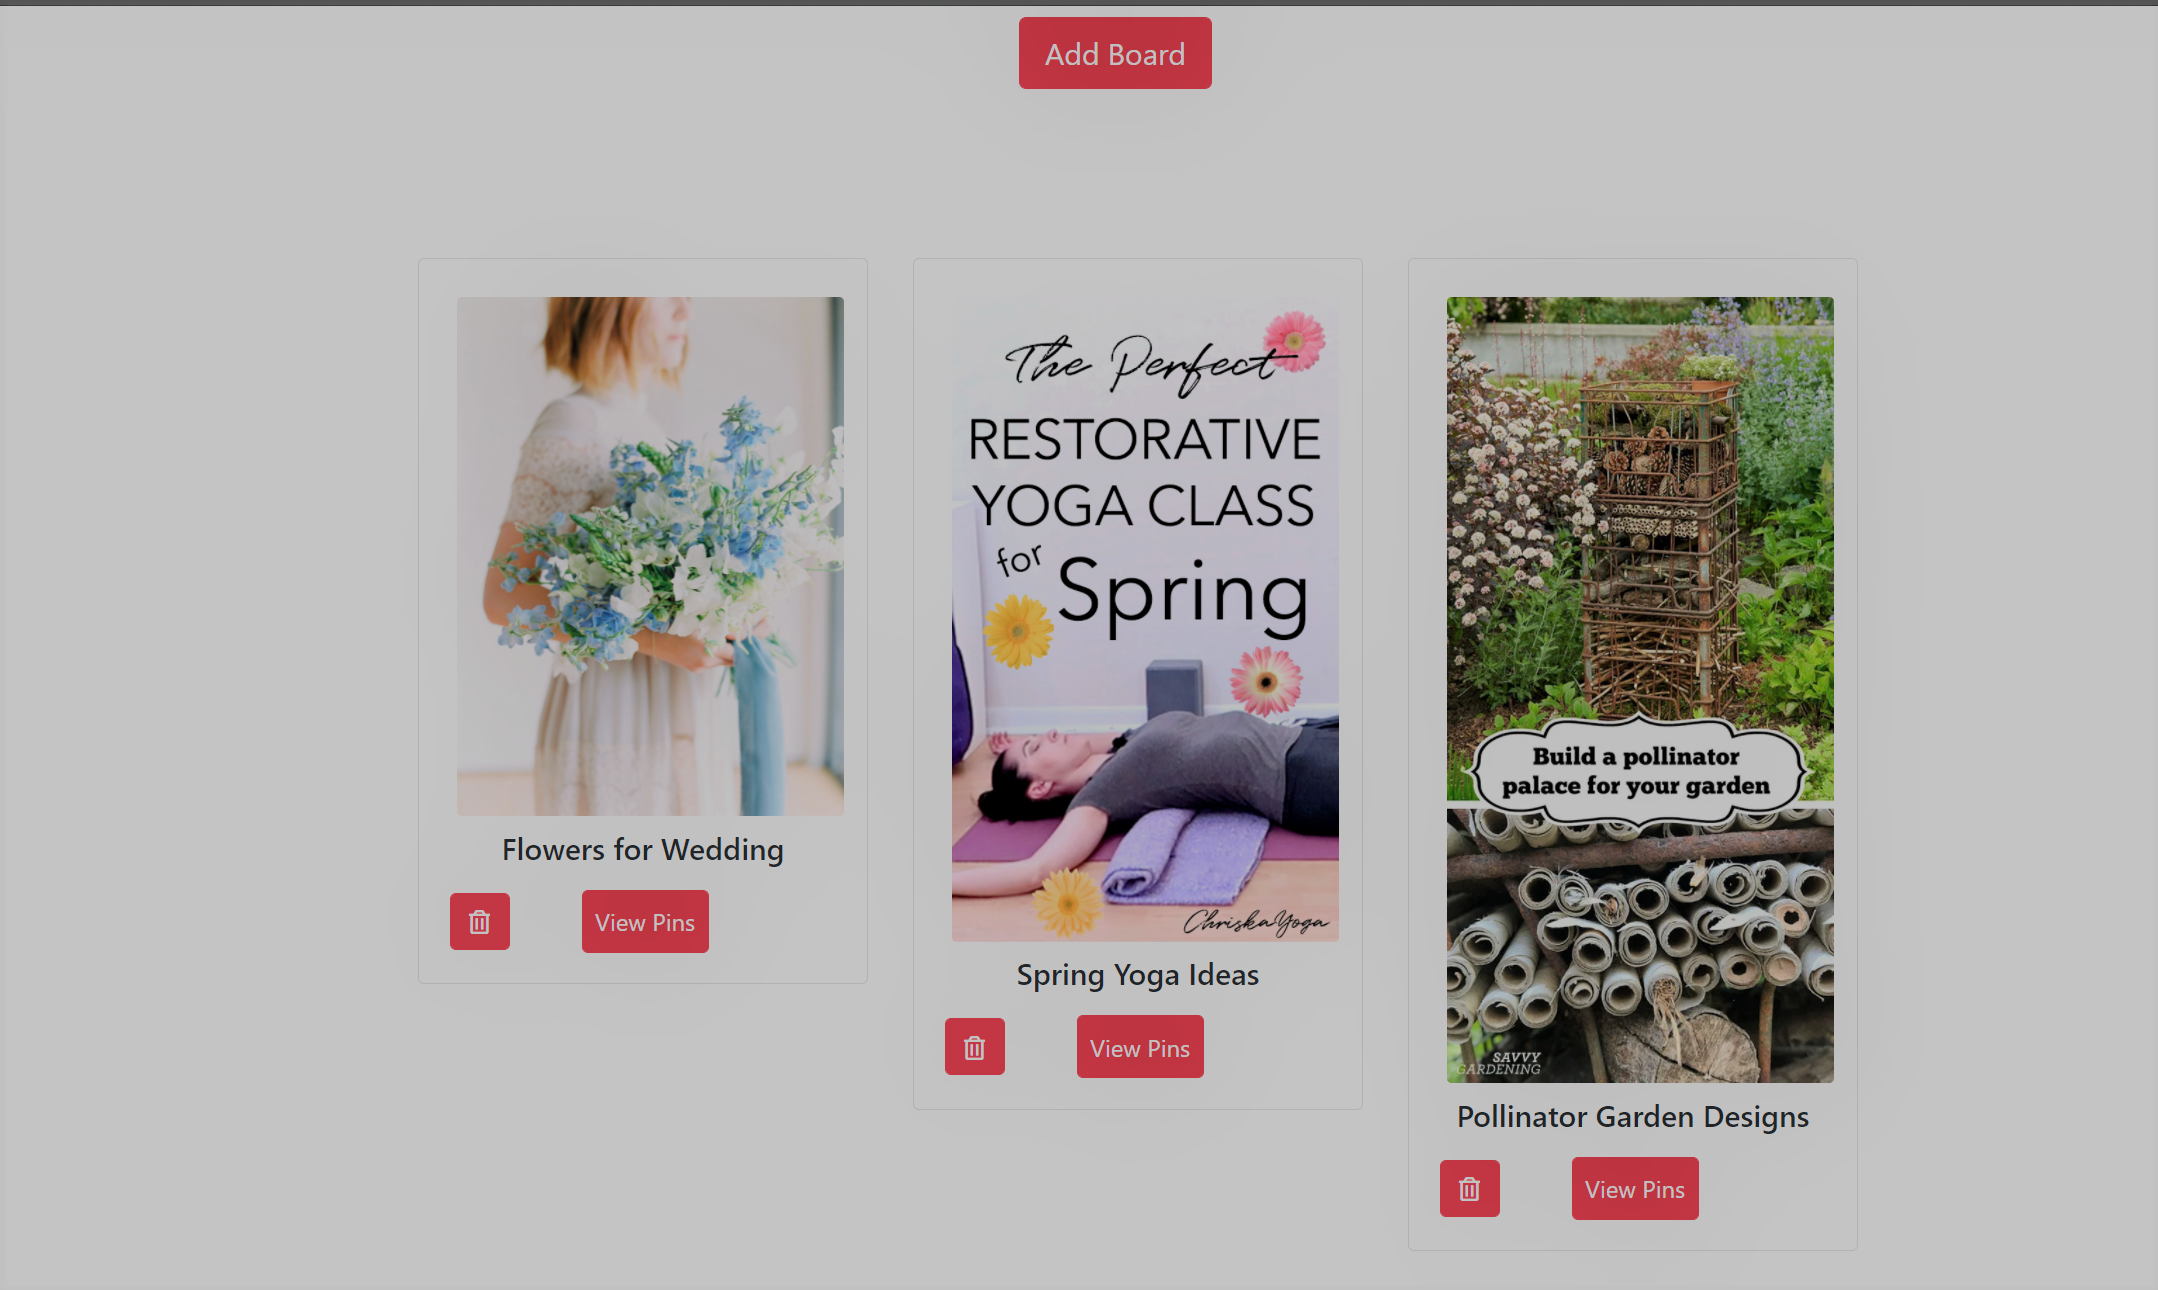 Add Board
The Perfect
RESTORATIVE
YOGA CLASS
for Spring
ChriskaYoga
Build a pollinator
palace for your garden
SAVVY
GARDENING
Flowers for Wedding
View Pins
Spring Yoga Ideas
View Pins
Pollinator Garden Designs
View Pins